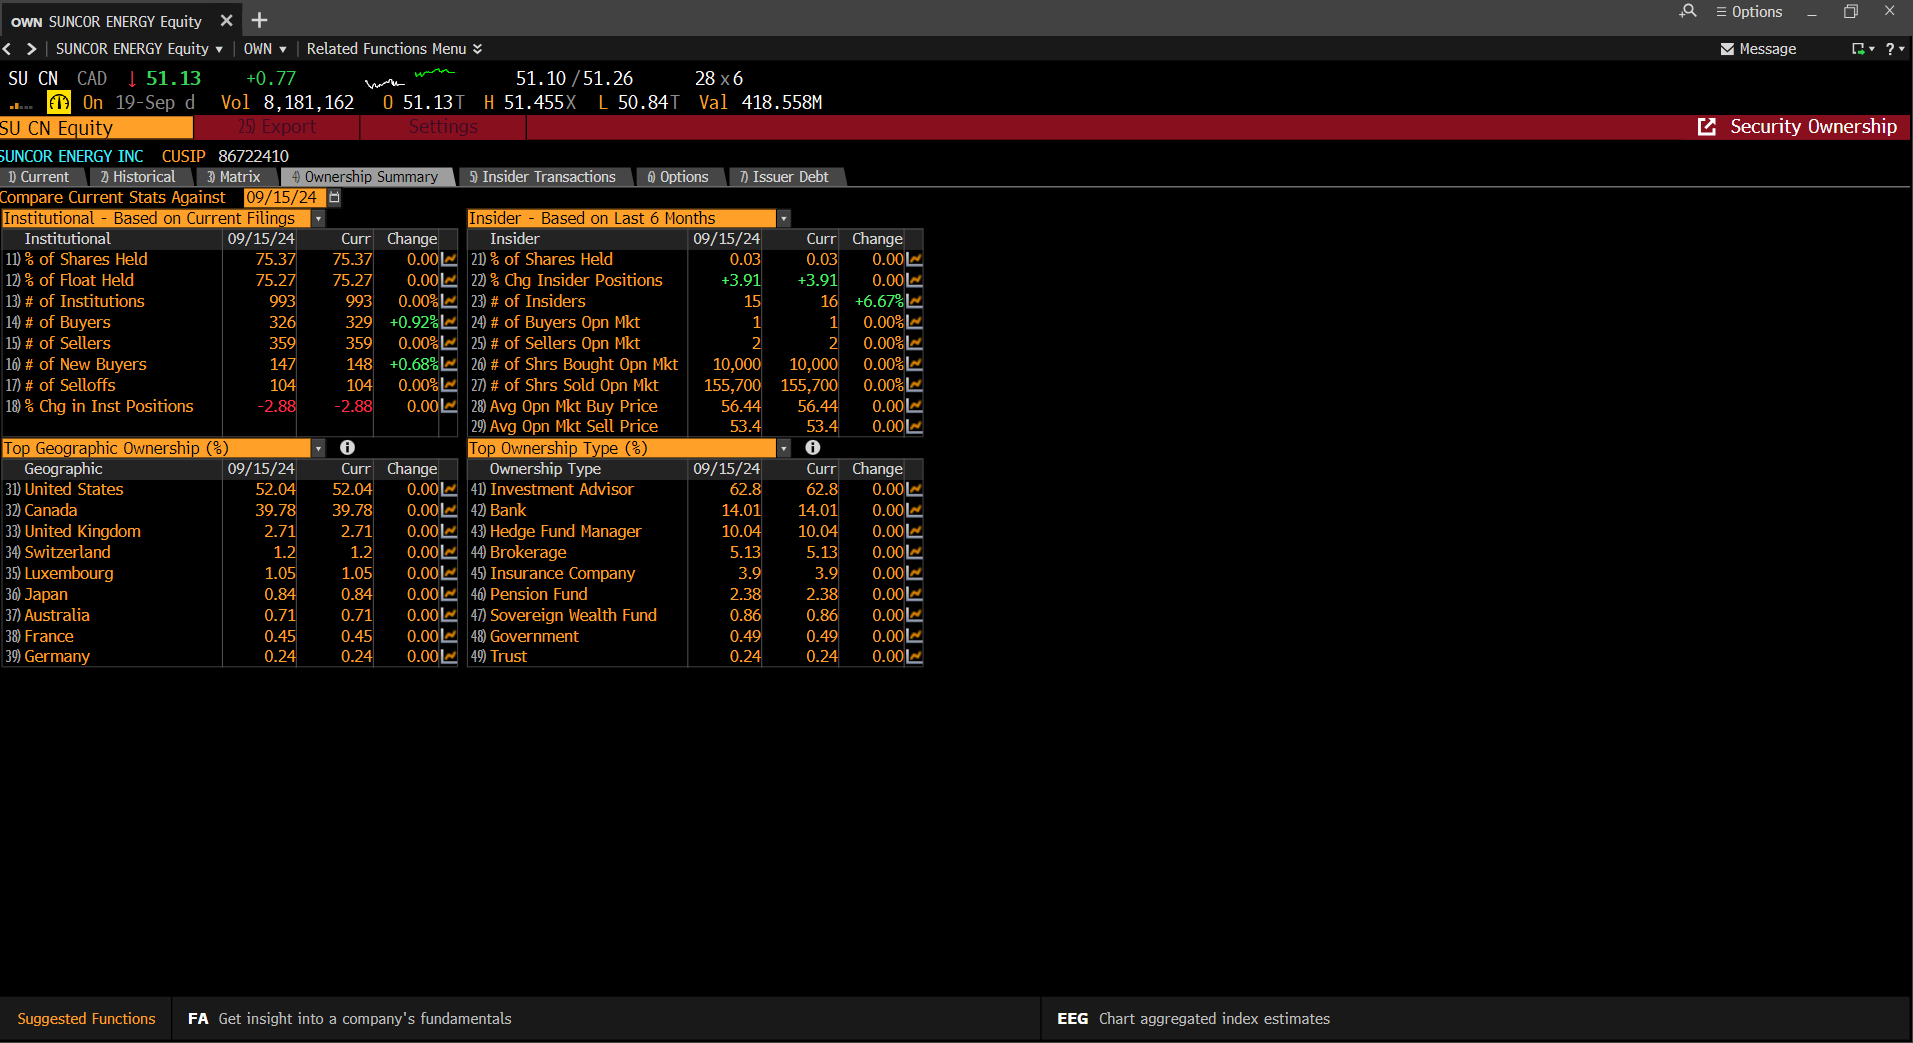 OWN SUNCOR ENERGY Equity
Options
SUNCOR ENERGY Equity OWN Related Functions Menu Message ?
SU CN CAD ↓ 51.13 +0.77 51.10 / 51.26 28 x 6
On 19-Sep d Vol 8,181,162 O 51.13T H 51.455X L 50.84T Val 418.558M
SU CN Equity 25) Export Settings Security Ownership
SUNCOR ENERGY INC CUSIP 86722410
1) Current 2) Historical 3) Matrix 4) Ownership Summary 5) Insider Transactions 6) Options 7) Issuer Debt
Compare Current Stats Against 09/15/24
Institutional - Based on Current Filings
Institutional 09/15/24 Curr Change
11) % of Shares Held 75.37 75.37 0.00
12) % of Float Held 75.27 75.27 0.00
13) # of Institutions 993 993 0.00%
14) # of Buyers 326 329 +0.92%
15) # of Sellers 359 359 0.00%
16) # of New Buyers 147 148 +0.68%
17) # of Selloffs 104 104 0.00%
18) % Chg in Inst Positions -2.88 -2.88 0.00
Insider - Based on Last 6 Months
Insider 09/15/24 Curr Change
21) % of Shares Held 0.03 0.03 0.00
22) % Chg Insider Positions +3.91 +3.91 0.00
23) # of Insiders 15 16 +6.67%
24) # of Buyers Opn Mkt 1 1 0.00%
25) # of Sellers Opn Mkt 2 2 0.00%
26) # of Shrs Bought Opn Mkt 10,000 10,000 0.00%
27) # of Shrs Sold Opn Mkt 155,700 155,700 0.00%
28) Avg Opn Mkt Buy Price 56.44 56.44 0.00
29) Avg Opn Mkt Sell Price 53.4 53.4 0.00
Top Geographic Ownership (%)
Geographic 09/15/24 Curr Change
31) United States 52.04 52.04 0.00
32) Canada 39.78 39.78 0.00
33) United Kingdom 2.71 2.71 0.00
34) Switzerland 1.2 1.2 0.00
35) Luxembourg 1.05 1.05 0.00
36) Japan 0.84 0.84 0.00
37) Australia 0.71 0.71 0.00
38) France 0.45 0.45 0.00
39) Germany 0.24 0.24 0.00
Top Ownership Type (%)
Ownership Type 09/15/24 Curr Change
41) Investment Advisor 62.8 62.8 0.00
42) Bank 14.01 14.01 0.00
43) Hedge Fund Manager 10.04 10.04 0.00
44) Brokerage 5.13 5.13 0.00
45) Insurance Company 3.9 3.9 0.00
46) Pension Fund 2.38 2.38 0.00
47) Sovereign Wealth Fund 0.86 0.86 0.00
48) Government 0.49 0.49 0.00
49) Trust 0.24 0.24 0.00
Suggested Functions FA Get insight into a company's fundamentals EEG Chart aggregated index estimates